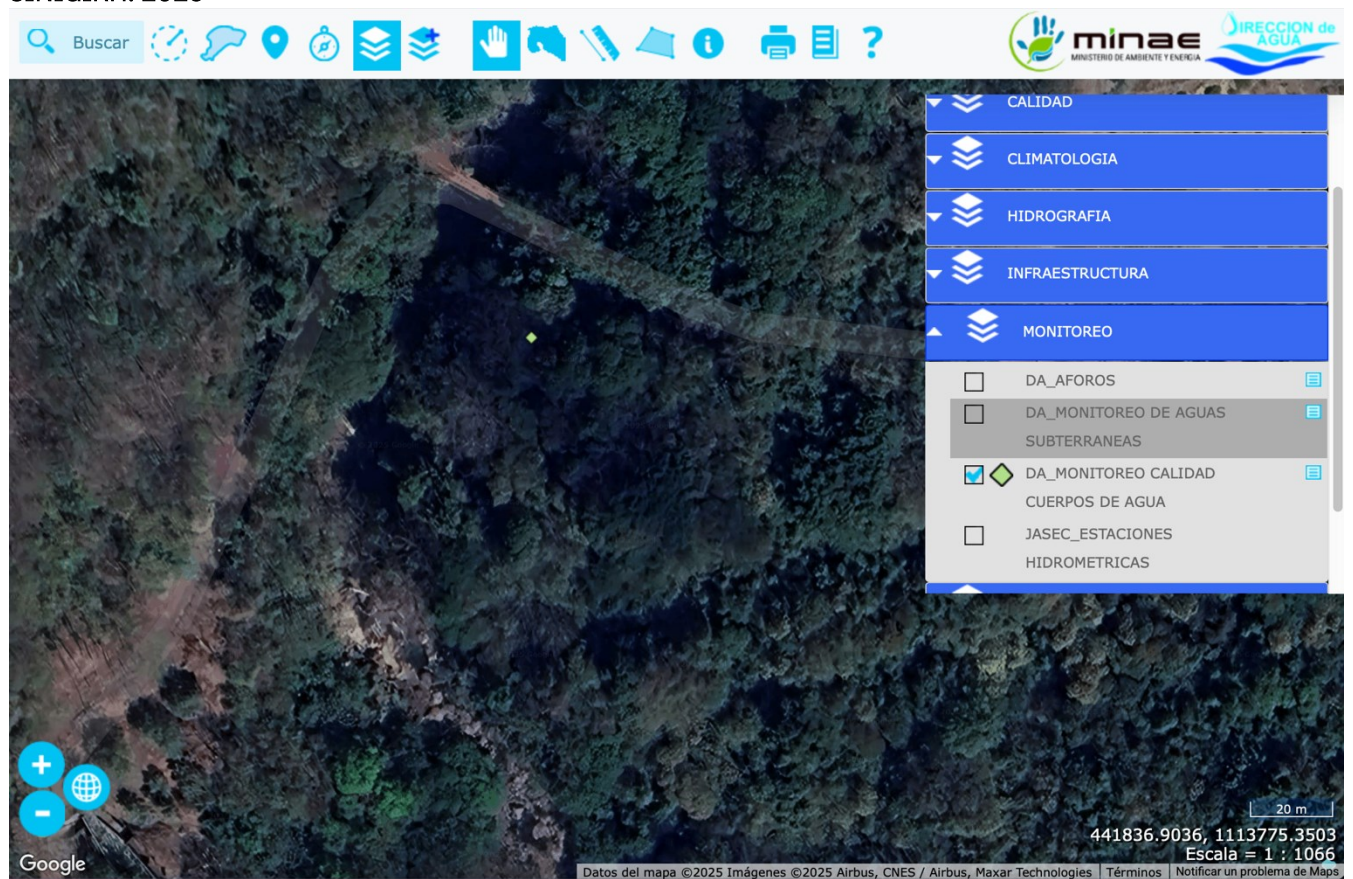 Buscar
minae
MINISTERIO DE AMBIENTE Y ENERGIA
DIRECCION de
AGUA
CALIDAD
CLIMATOLOGIA
HIDROGRAFIA
INFRAESTRUCTURA
MONITOREO
DA_AFOROS
DA_MONITOREO DE AGUAS
SUBTERRANEAS
DA_MONITOREO CALIDAD
CUERPOS DE AGUA
JASEC_ESTACIONES
HIDROMETRICAS
20 m
441836.9036, 1113775.3503
Escala = 1 : 1066
Google
Datos del mapa ©2025 Imágenes ©2025 Airbus, CNES / Airbus, Maxar Technologies Términos Notificar un problema de Maps